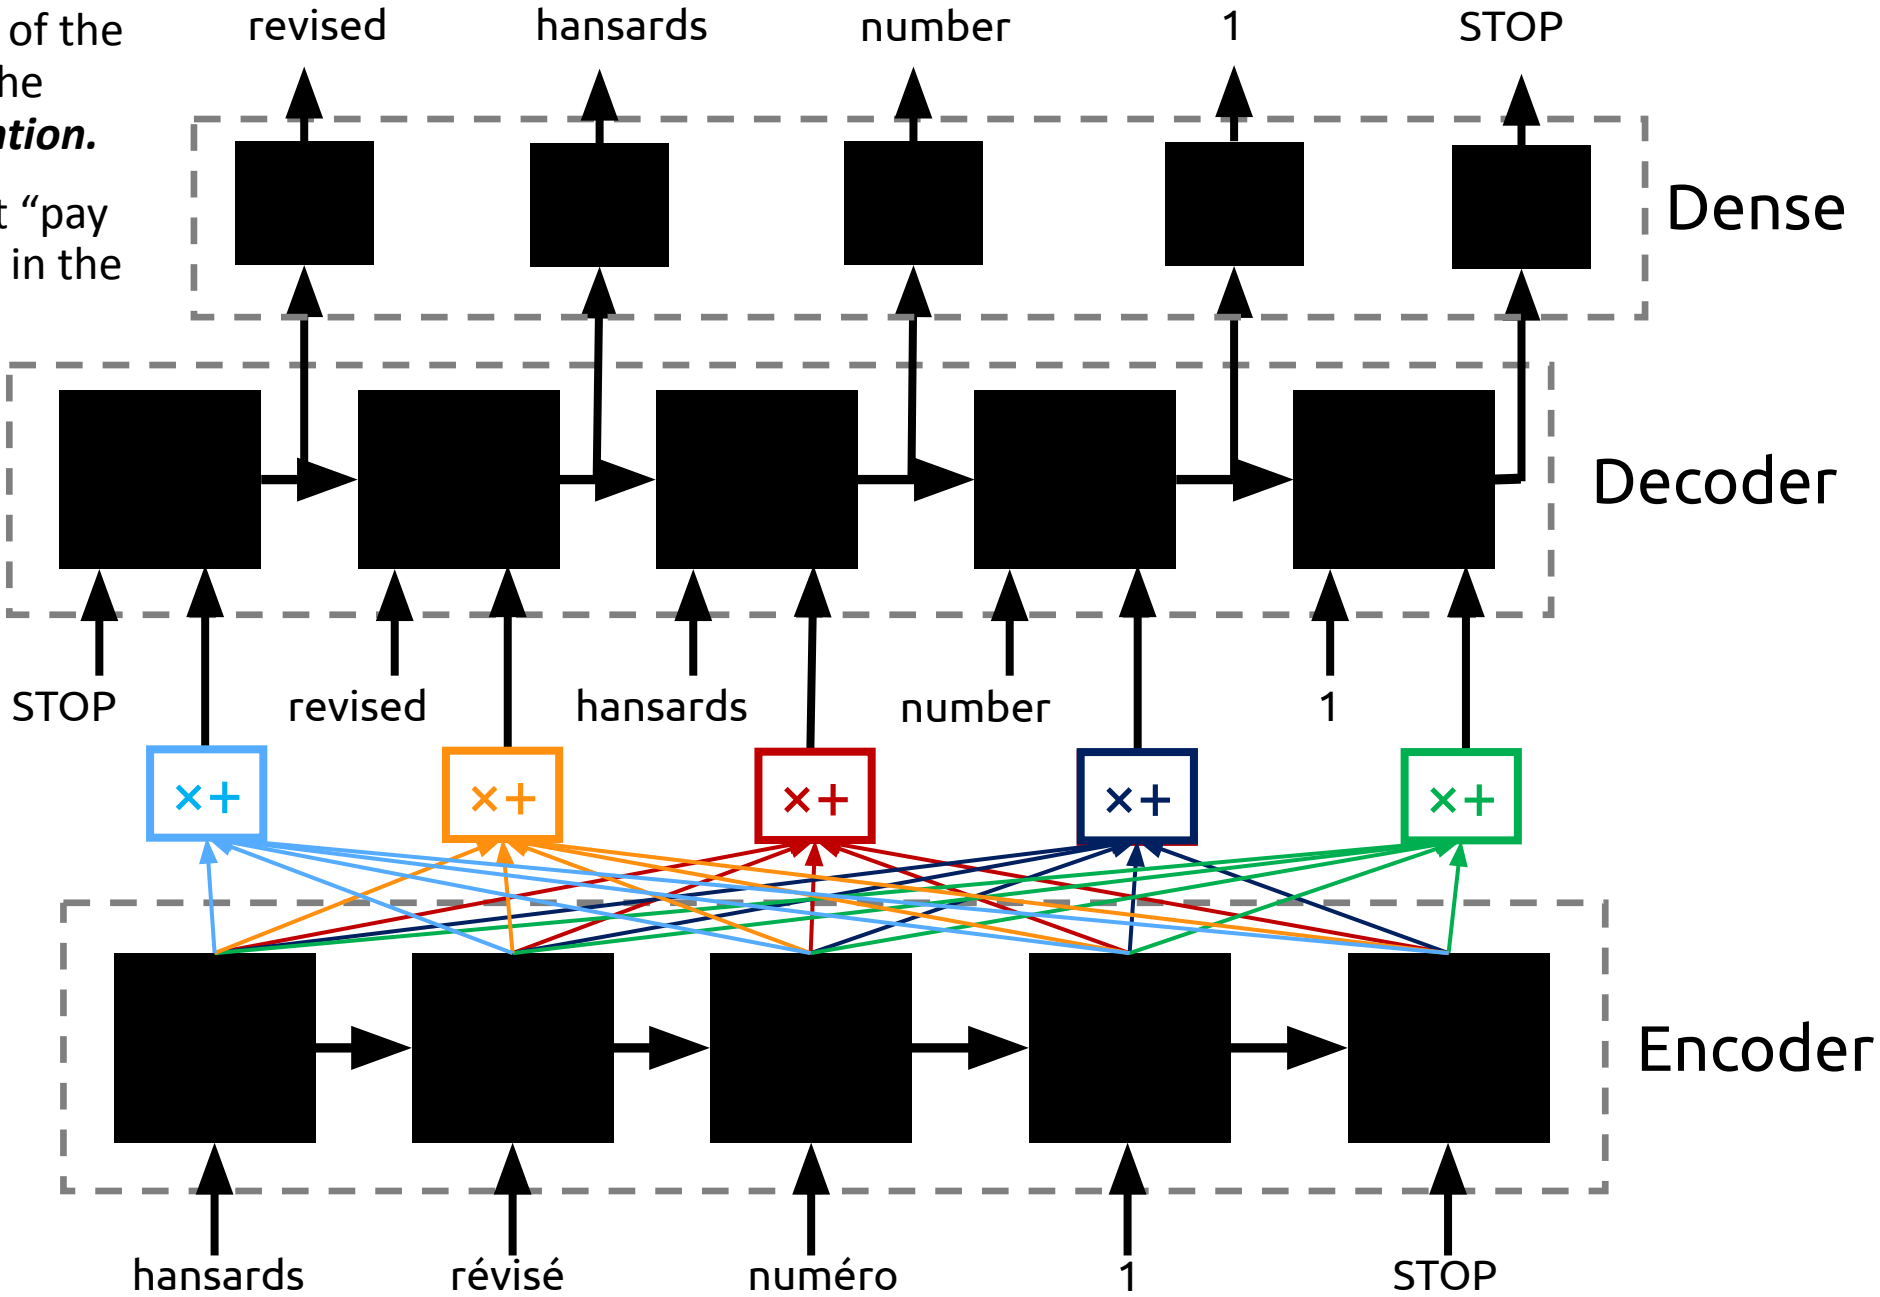 of the
he
ntion.
t “pay
in the
revised hansards number 1 STOP
Dense
Decoder
STOP revised hansards number 1
×+ ×+ ×+ ×+ ×+
Encoder
hansards révisé numéro 1 STOP